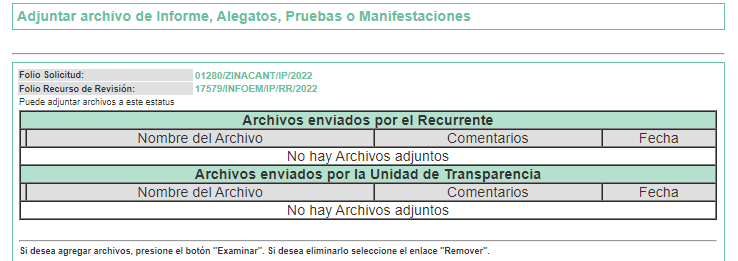 Adjuntar archivo de Informe, Alegatos, Pruebas o Manifestaciones
Folio Solicitud: 01280/ZINACANT/IP/2022
Folio Recurso de Revisión: 17579/INFOEM/IP/RR/2022
Puede adjuntar archivos a este estatus
Archivos enviados por el Recurrente
Nombre del Archivo Comentarios Fecha
No hay Archivos adjuntos
Archivos enviados por la Unidad de Transparencia
Nombre del Archivo Comentarios Fecha
No hay Archivos adjuntos
Si desea agregar archivos, presione el botón "Examinar". Si desea eliminarlo seleccione el enlace "Remover".